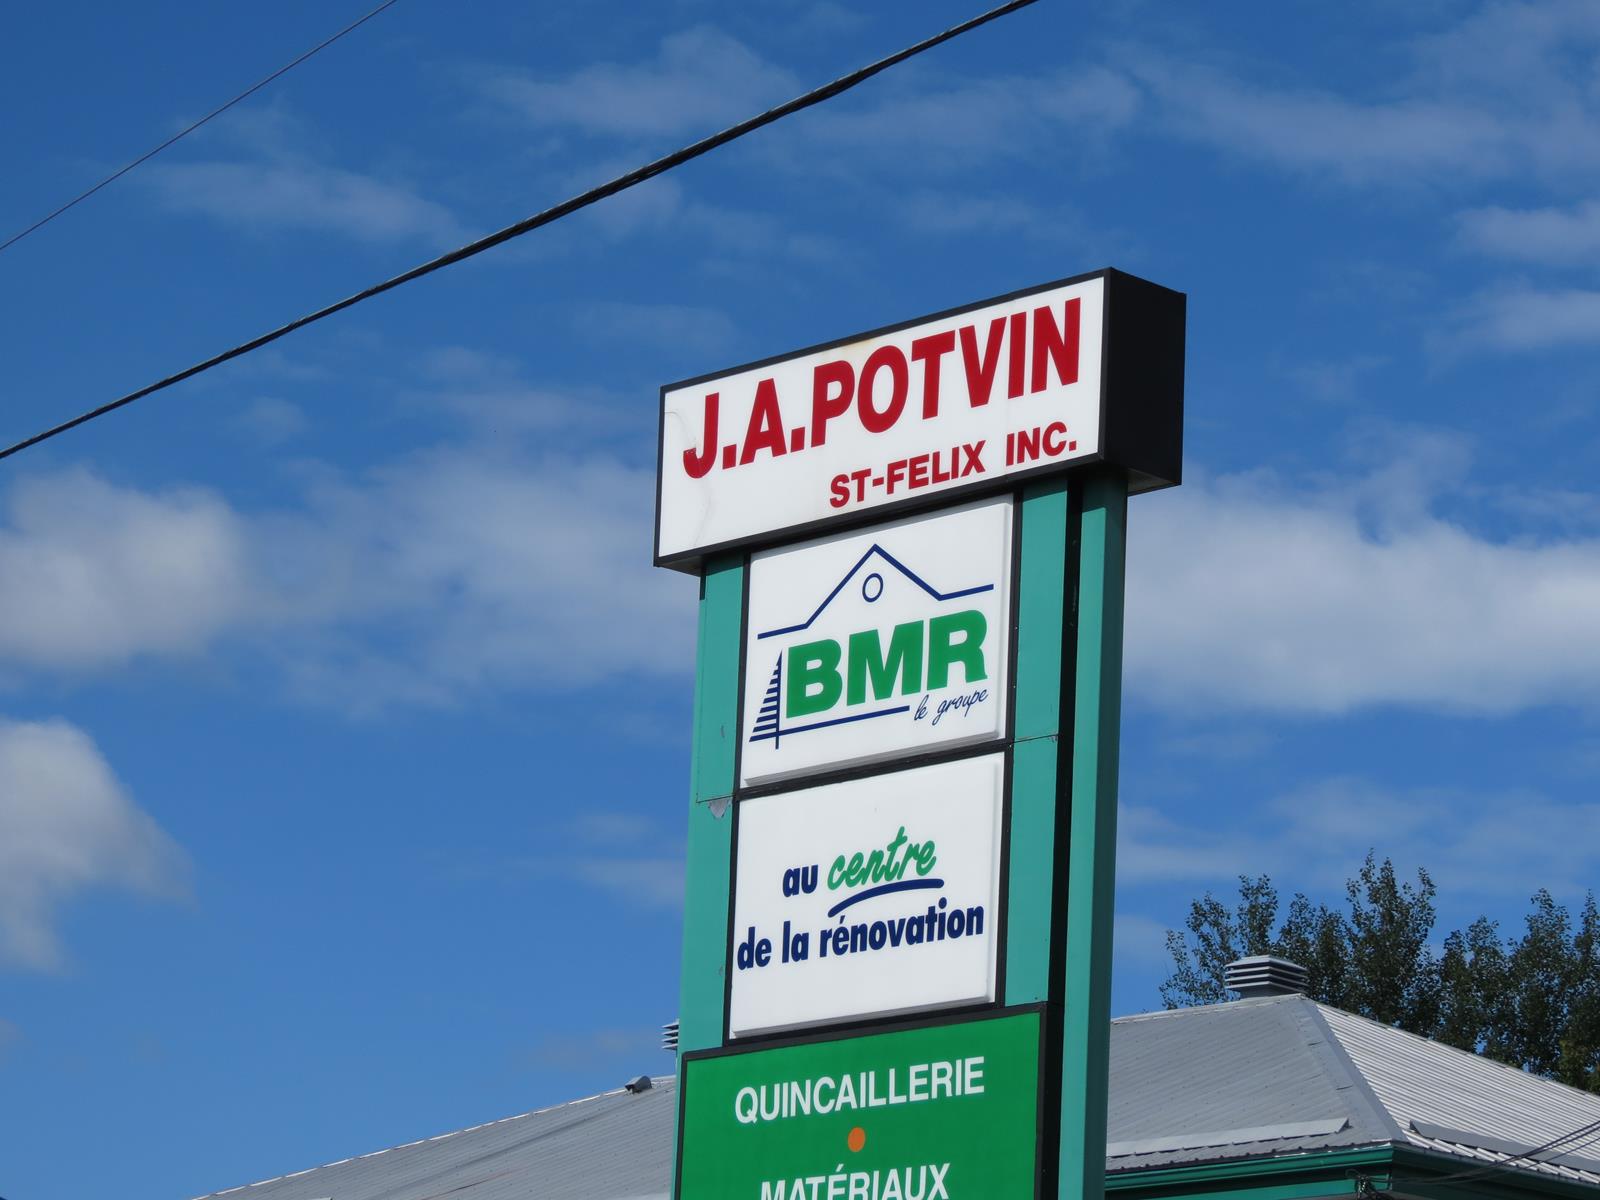 J.A.POTVIN
ST-FELIX INC.
BMR
le groupe
au centre
de la rénovation
QUINCAILLERIE
MATÉRIAUX